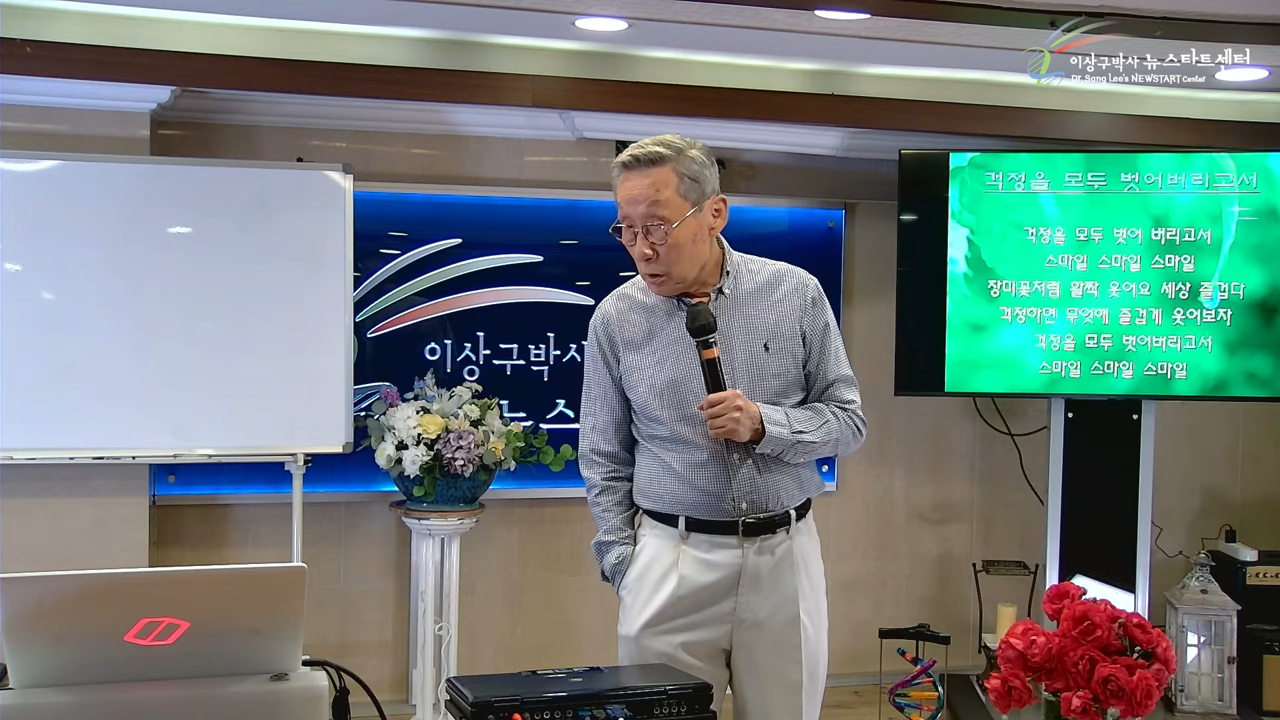 이상구박사 뉴스타트센터
Dr. Sang Lee's NEWSTART Center
걱정을 모두 벗어버리고서
걱정을 모두 벗어 버리고서
스마일 스마일 스마일
장미꽃처럼 활짝 웃어요 세상 즐겁다
걱정하면 무엇해 즐겁게 웃어보자
걱정을 모두 벗어버리고서
스마일 스마일 스마일
이상구박사
뉴스